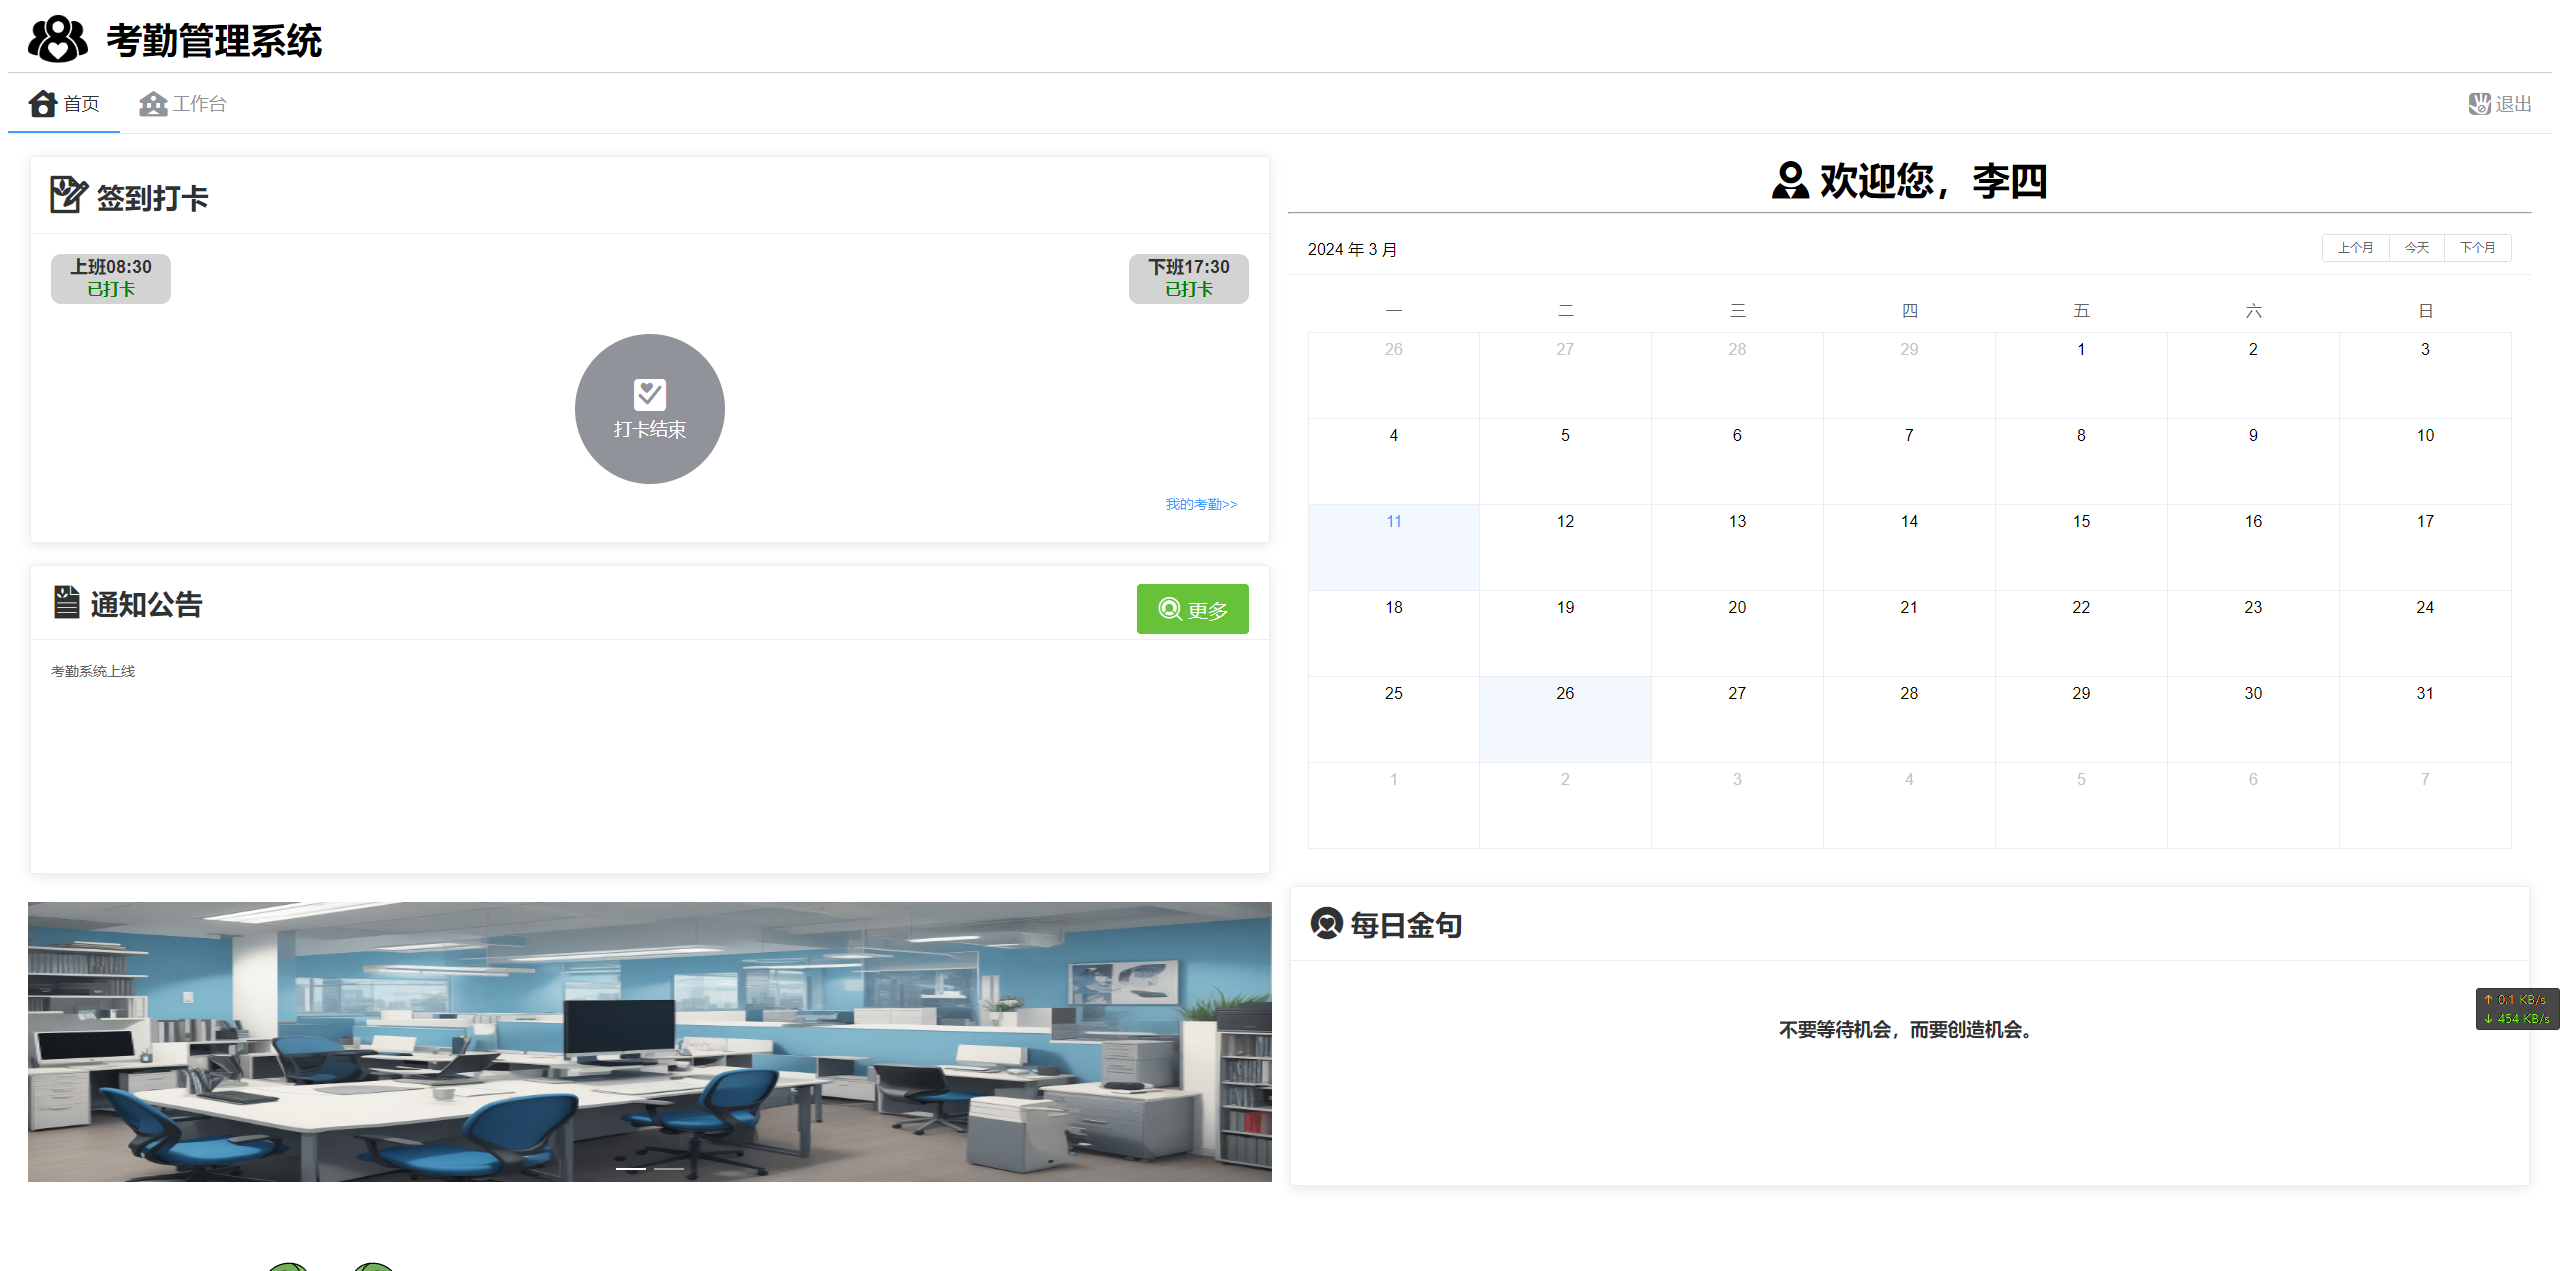 考勤管理系统
首页
工作台
退出
签到打卡
上班08:30
已打卡
下班17:30
已打卡
打卡结束
我的考勤>>
通知公告
更多
考勤系统上线
欢迎您，李四
2024 年 3 月
上个月 今天 下个月
一 二 三 四 五 六 日
26 27 28 29 1 2 3
4 5 6 7 8 9 10
11 12 13 14 15 16 17
18 19 20 21 22 23 24
25 26 27 28 29 30 31
1 2 3 4 5 6 7
每日金句
不要等待机会，而要创造机会。
↑ 0.1 KB/s
↓ 454 KB/s